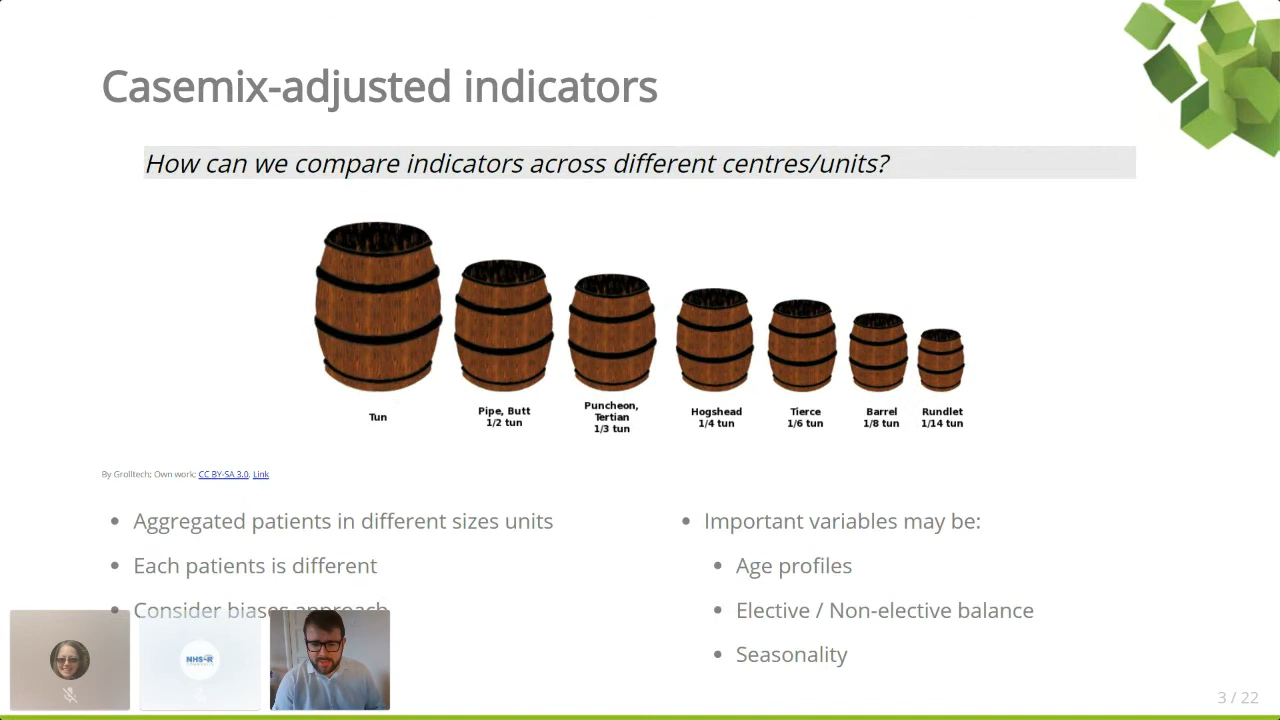 Casemix-adjusted indicators
How can we compare indicators across different centres/units?
Tun
Pipe, Butt
1/2 tun
Puncheon,
Tertian
1/3 tun
Hogshead
1/4 tun
Tierce
1/6 tun
Barrel
1/8 tun
Rundlet
1/14 tun
By Grolltech; Own work; CC BY-SA 3.0, Link
Aggregated patients in different sizes units
Each patients is different
Consider biases approach
Important variables may be:
Age profiles
Elective / Non-elective balance
Seasonality
NHS-R
3 / 22